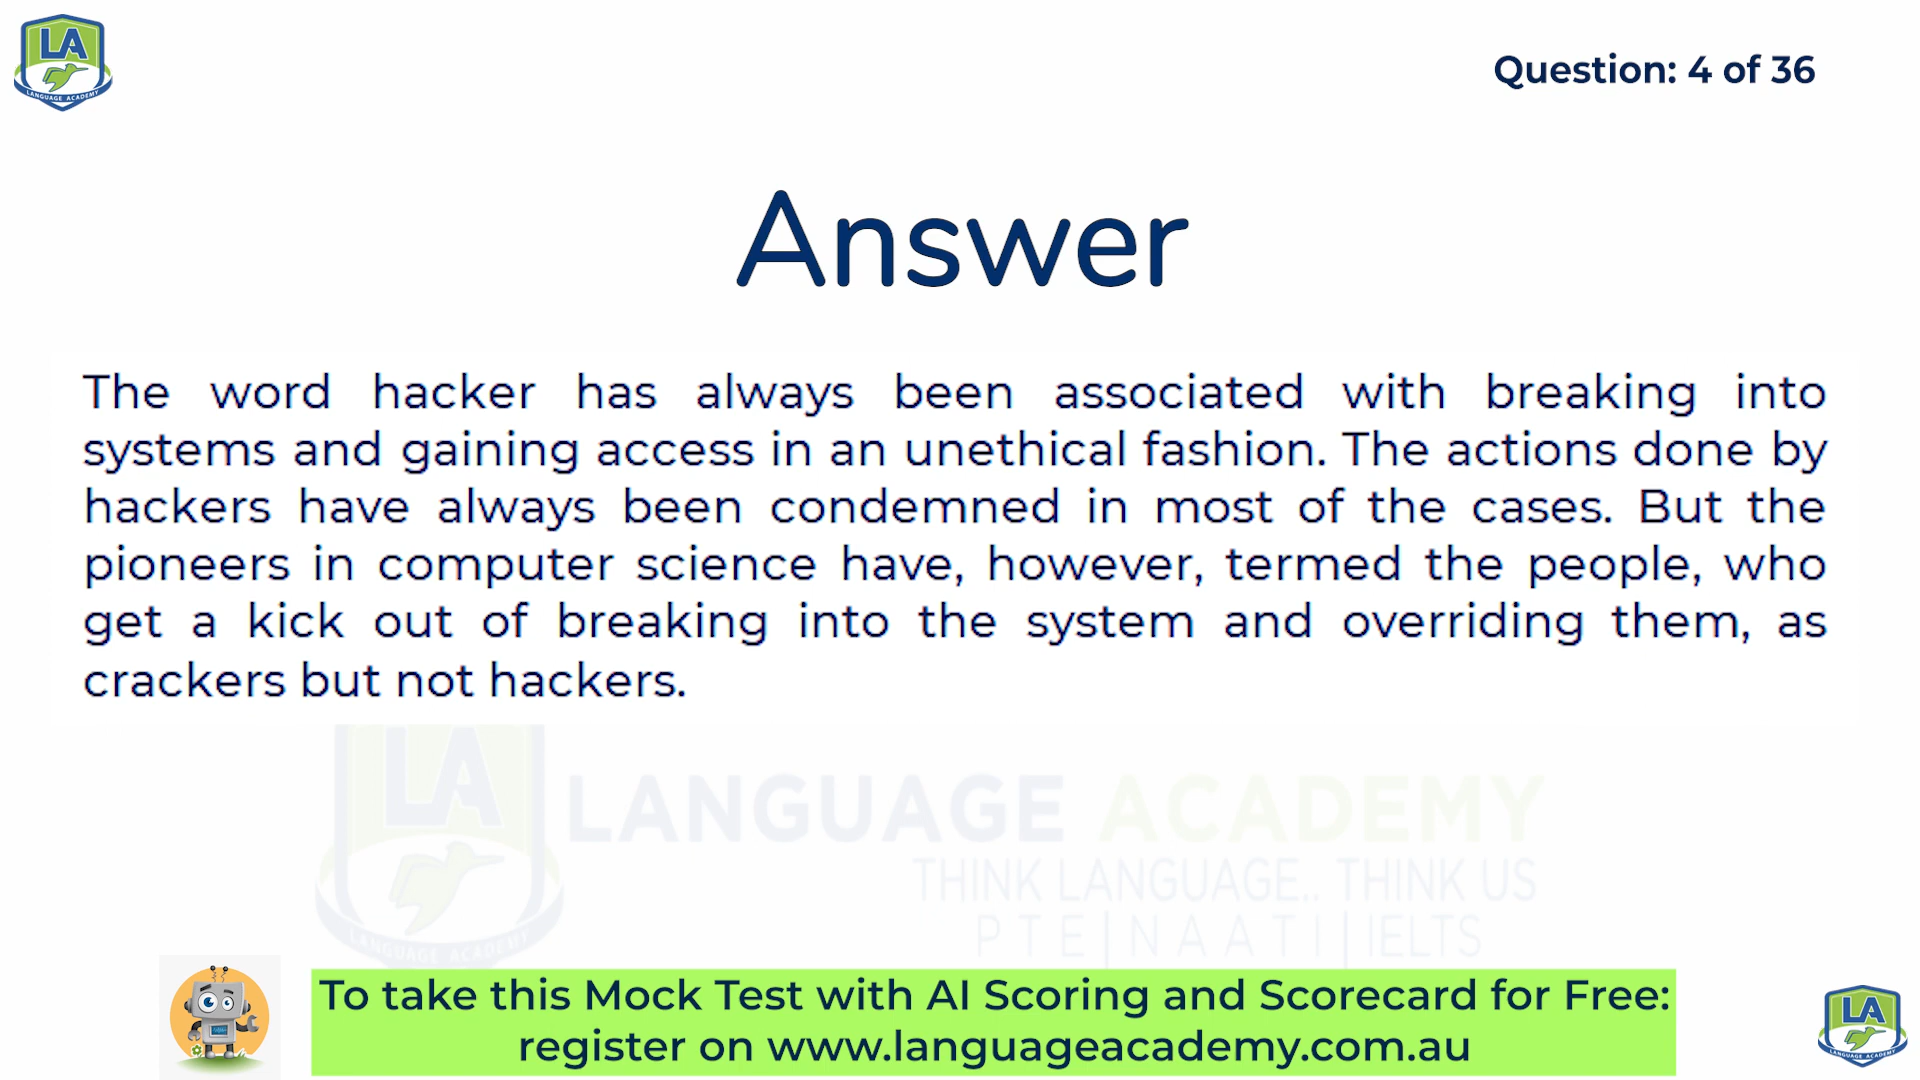 LA
LANGUAGE ACADEMY
Question: 4 of 36
Answer
The word hacker has always been associated with breaking into
systems and gaining access in an unethical fashion. The actions done by
hackers have always been condemned in most of the cases. But the
pioneers in computer science have, however, termed the people, who
get a kick out of breaking into the system and overriding them, as
crackers but not hackers.
LA
LANGUAGE ACADEMY
LANGUAGE ACADEMY
THINK LANGUAGE.. THINK US
PTE|NAATI|IELTS
To take this Mock Test with AI Scoring and Scorecard for Free:
register on www.languageacademy.com.au
LA
LANGUAGE ACADEMY